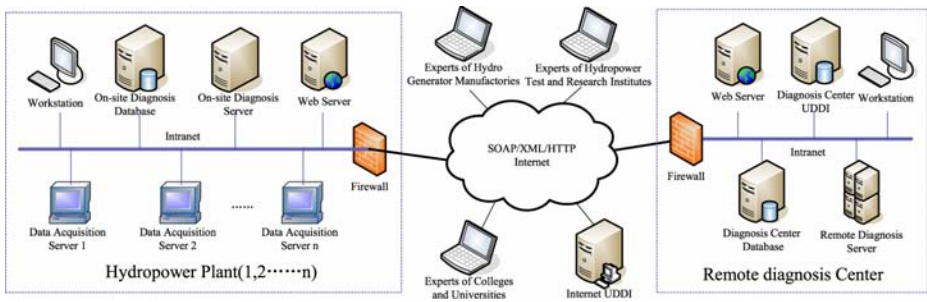 Workstation
On-site Diagnosis
Database
On-site Diagnosis
Server
Web Server
Intranet
Firewall
Data Acquisition
Server 1
Data Acquisition
Server 2
......
Data Acquisition
Server n
Hydropower Plant(1,2……n)
Experts of Hydro
Generator Manufactories
Experts of Hydropower
Test and Research Institutes
SOAP/XML/HTTP
Internet
Experts of Colleges
and Universities
Internet UDDI
Web Server
Diagnosis Center
UDDI
Workstation
Intranet
Firewall
Diagnosis Center
Database
Remote Diagnosis
Server
Remote diagnosis Center